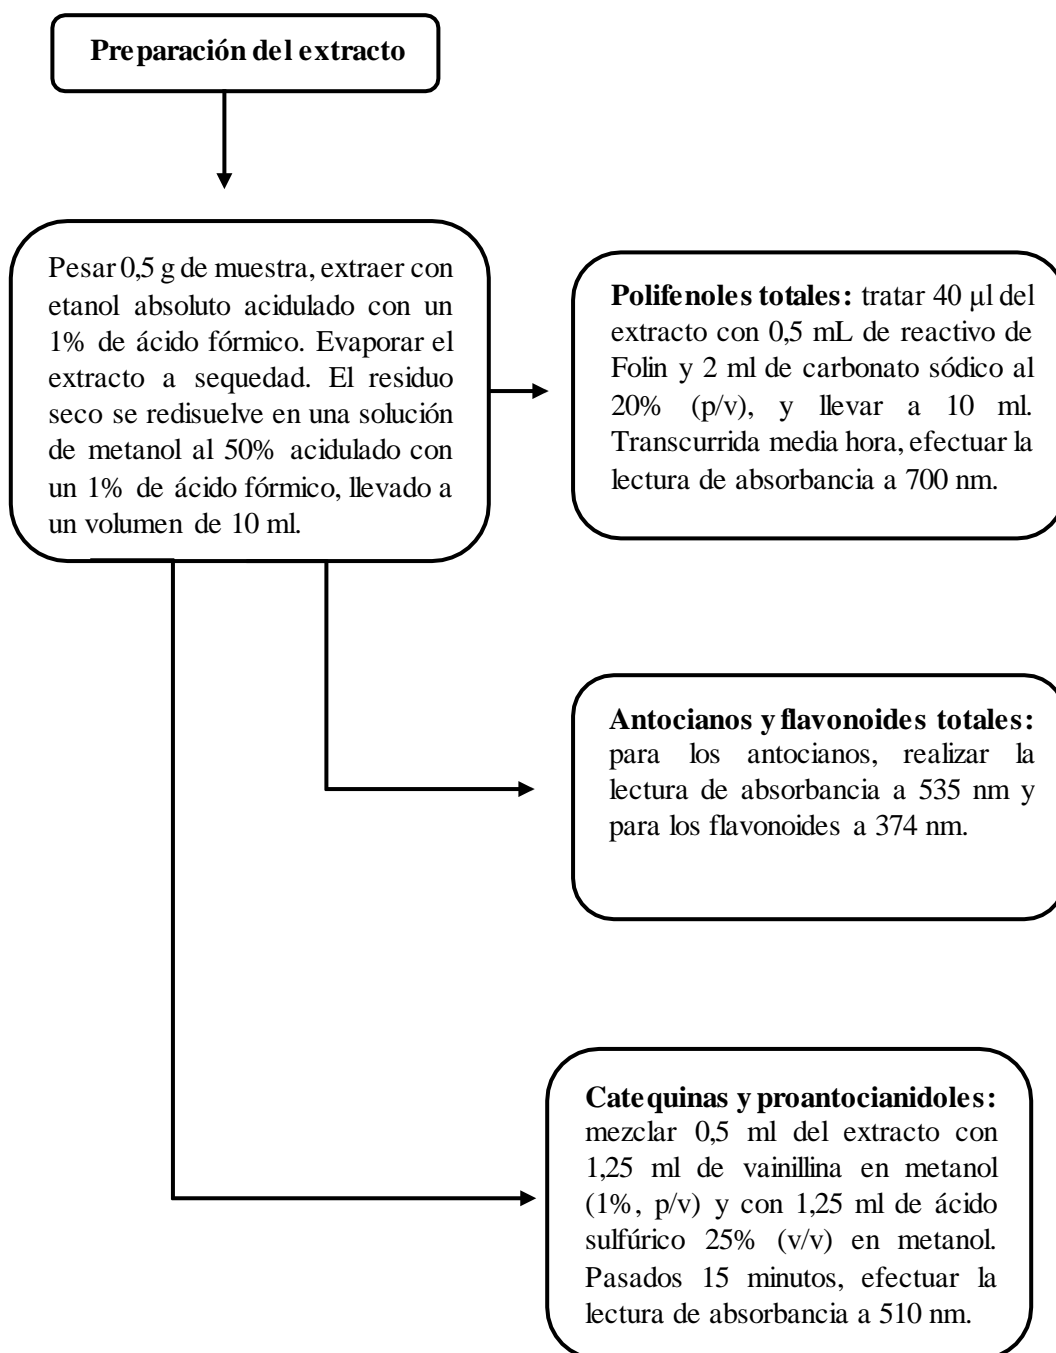 Preparación del extracto
Pesar 0,5 g de muestra, extraer con
etanol absoluto acidulado con un
1% de ácido fórmico. Evaporar el
extracto a sequedad. El residuo
seco se redisuelve en una solución
de metanol al 50% acidulado con
un 1% de ácido fórmico, llevado a
un volumen de 10 ml.
Polifenoles totales: tratar 40 µl del
extracto con 0,5 mL de reactivo de
Folin y 2 ml de carbonato sódico al
20% (p/v), y llevar a 10 ml.
Transcurrida media hora, efectuar la
lectura de absorbancia a 700 nm.
Antocianos y flavonoides totales:
para los antocianos, realizar la
lectura de absorbancia a 535 nm y
para los flavonoides a 374 nm.
Catequinas y proantocianidoles:
mezclar 0,5 ml del extracto con
1,25 ml de vainillina en metanol
(1%, p/v) y con 1,25 ml de ácido
sulfúrico 25% (v/v) en metanol.
Pasados 15 minutos, efectuar la
lectura de absorbancia a 510 nm.